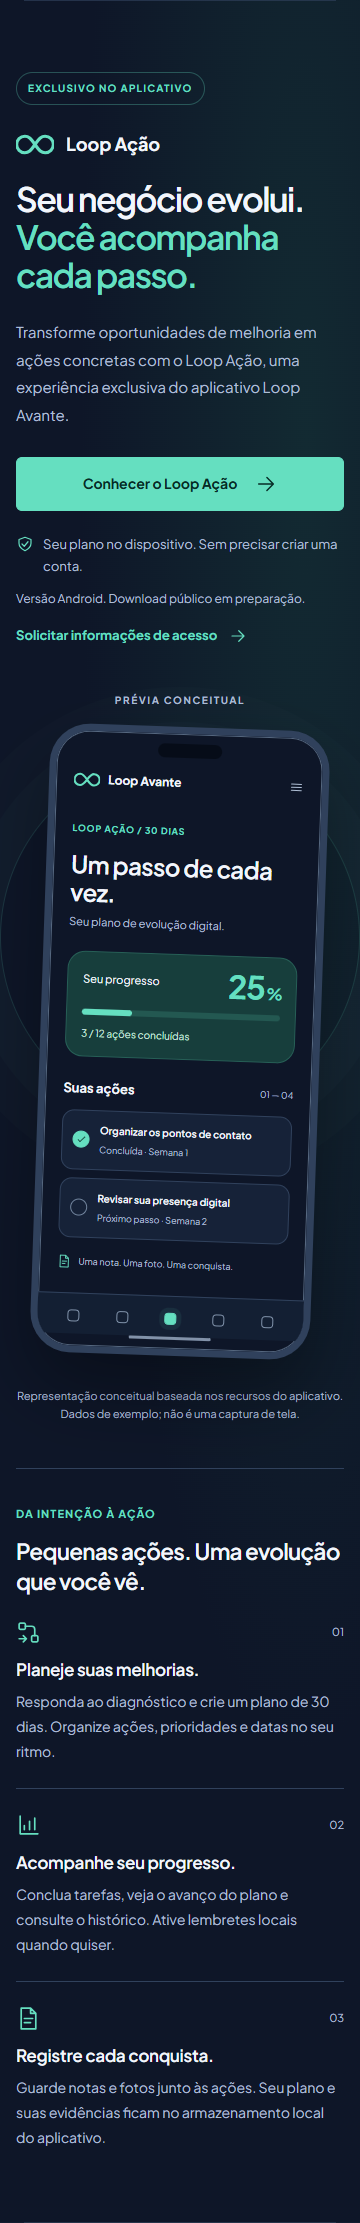 EXCLUSIVO NO APLICATIVO
Loop Ação
Seu negócio evolui.
Você acompanha
cada passo.
Transforme oportunidades de melhoria em
ações concretas com o Loop Ação, uma
experiência exclusiva do aplicativo Loop
Avante.
Conhecer o Loop Ação
Seu plano no dispositivo. Sem precisar criar uma
conta.
Versão Android. Download público em preparação.
Solicitar informações de acesso
PRÉVIA CONCEITUAL
Loop Avante
LOOP AÇÃO / 30 DIAS
Um passo de cada
vez.
Seu plano de evolução digital.
Seu progresso 25%
3 / 12 ações concluídas
Suas ações 01 — 04
Organizar os pontos de contato
Concluída · Semana 1
Revisar sua presença digital
Próximo passo · Semana 2
Uma nota. Uma foto. Uma conquista.
Representação conceitual baseada nos recursos do aplicativo.
Dados de exemplo; não é uma captura de tela.
DA INTENÇÃO À AÇÃO
Pequenas ações. Uma evolução
que você vê.
01
Planeje suas melhorias.
Responda ao diagnóstico e crie um plano de 30
dias. Organize ações, prioridades e datas no seu
ritmo.
02
Acompanhe seu progresso.
Conclua tarefas, veja o avanço do plano e
consulte o histórico. Ative lembretes locais
quando quiser.
03
Registre cada conquista.
Guarde notas e fotos junto às ações. Seu plano e
suas evidências ficam no armazenamento local
do aplicativo.